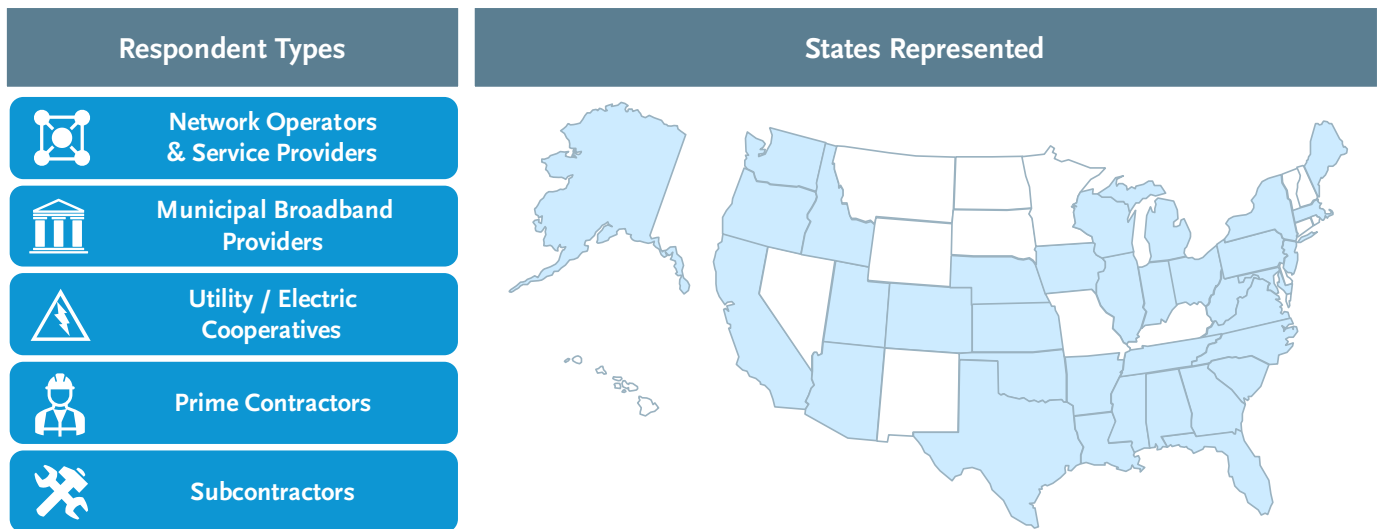 Respondent Types
States Represented
Network Operators
& Service Providers
Municipal Broadband
Providers
Utility / Electric
Cooperatives
Prime Contractors
Subcontractors